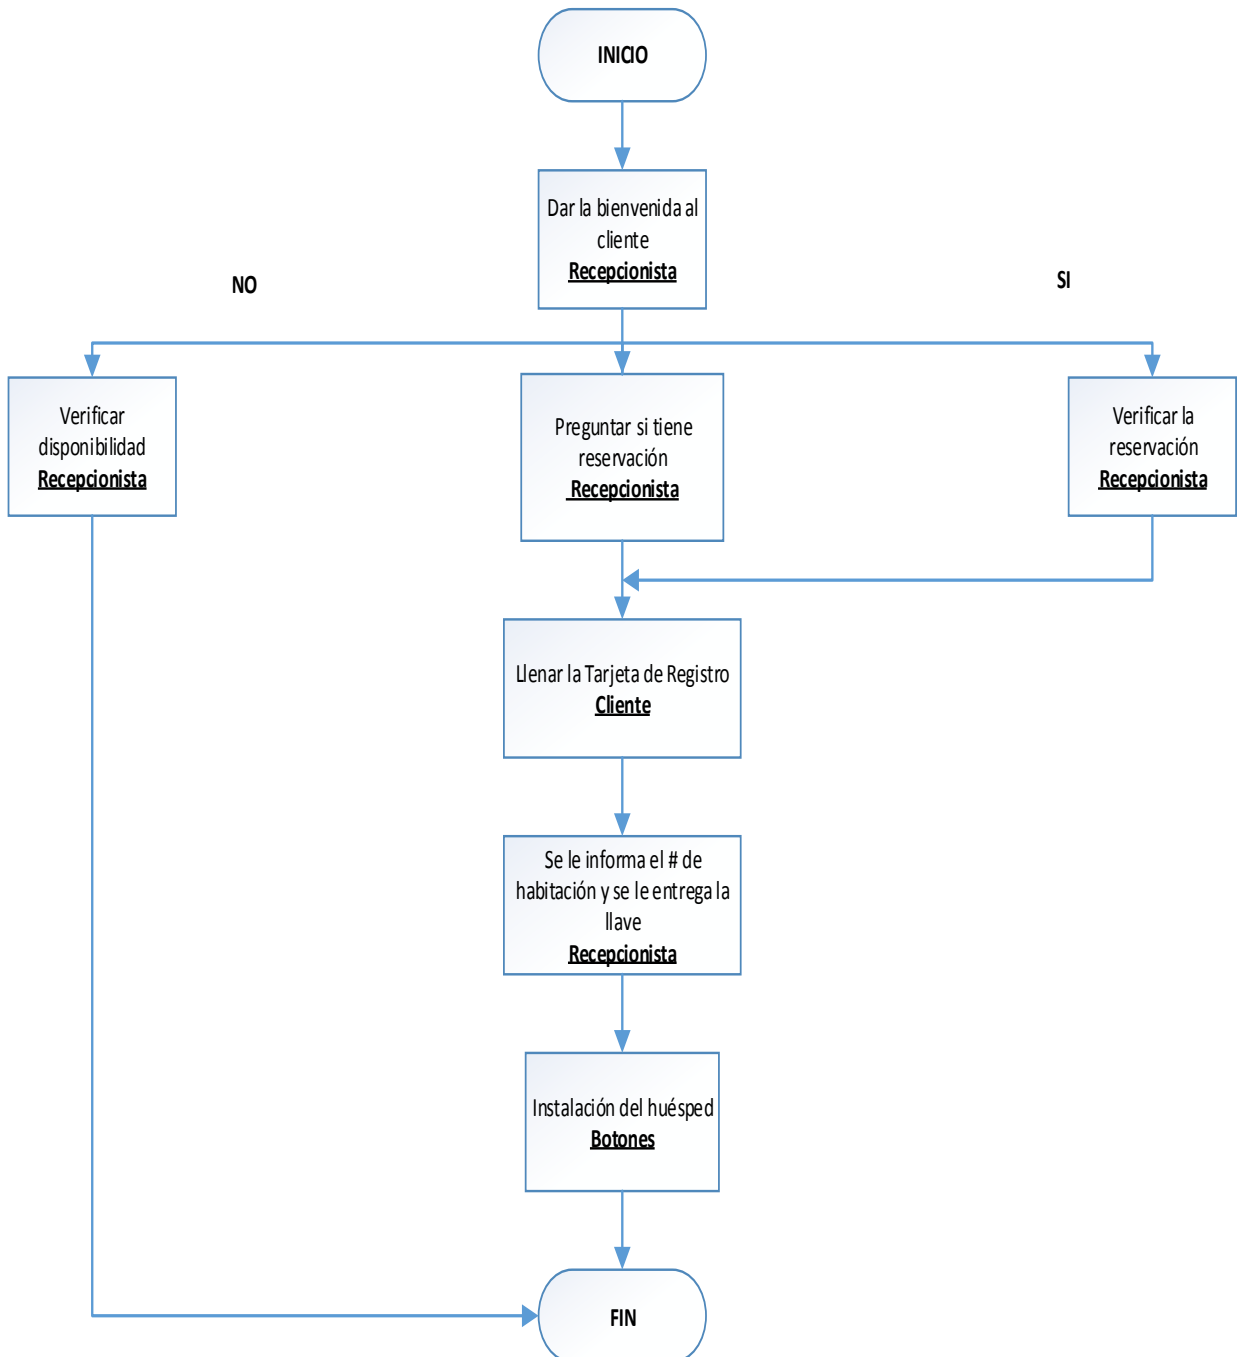 INICIO
Dar la bienvenida al
cliente
Recepcionista
NO
SI
Verificar
disponibilidad
Recepcionista
Preguntar si tiene
reservación
Recepcionista
Verificar la
reservación
Recepcionista
Llenar la Tarjeta de Registro
Cliente
Se le informa el # de
habitación y se le entrega la
llave
Recepcionista
Instalación del huésped
Botones
FIN